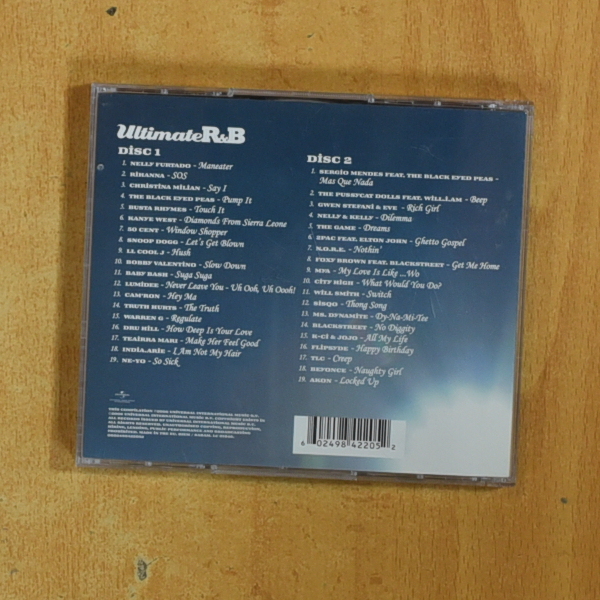 UltimateR&B
DISC 1
1. NELLY FURTADO - Maneater
2. RIHANNA - SOS
3. CHRISTINA MILIAN - Say I
4. THE BLACK EYED PEAS - Pump It
5. BUSTA RHYMES - Touch It
6. KANYE WEST - Diamonds From Sierra Leone
7. 50 CENT - Window Shopper
8. SNOOP DOGG - Let's Get Blown
9. LL COOL J - Hush
10. BOBBY VALENTINO - Slow Down
11. BABY BASH - Suga Suga
12. LUMIDEE - Never Leave You - Uh Ooh, Uh Oooh!
13. CAM'RON - Hey Ma
14. TRUTH HURTS - The Truth
15. WARREN G - Regulate
16. DRU HILL - How Deep Is Your Love
17. TEAIRRA MARI - Make Her Feel Good
18. INDIA.ARIE - I Am Not My Hair
19. NE-YO - So Sick
DISC 2
1. SERGIO MENDES FEAT. THE BLACK EYED PEAS -
Mas Que Nada
2. THE PUSSYCAT DOLLS FEAT. WILL.I.AM - Beep
3. GWEN STEFANI & EVE - Rich Girl
4. NELLY & KELLY - Dilemma
5. THE GAME - Dreams
6. 2PAC FEAT. ELTON JOHN - Ghetto Gospel
7. N.O.R.E. - Nothin'
8. FOXY BROWN FEAT. BLACKSTREET - Get Me Home
9. MYA - My Love Is Like ...Wo
10. CITY HIGH - What Would You Do?
11. WILL SMITH - Switch
12. SISQO - Thong Song
13. MS. DYNAMITE - Dy-Na-Mi-Tee
14. BLACKSTREET - No Diggity
15. K-CI & JOJO - All My Life
16. FLIPSYDE - Happy Birthday
17. TLC - Creep
18. BEYONCE - Naughty Girl
19. AKON - Locked Up
6 02498 42205 2